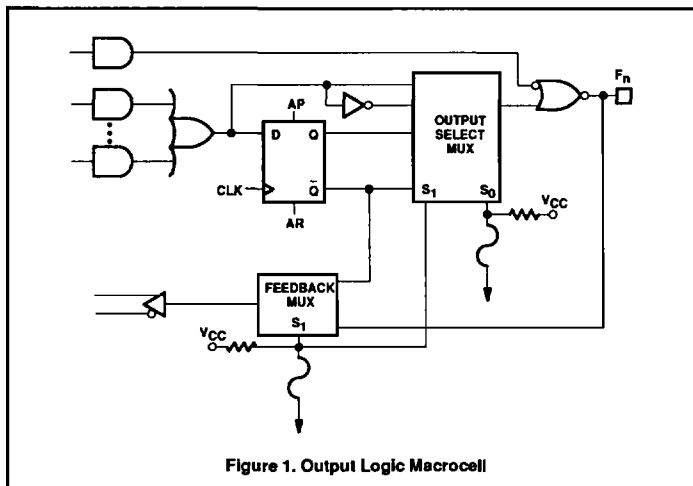 Fn
AP
D Q
OUTPUT
SELECT
MUX
CLK
Q̅
S1 S0
AR
VCC
FEEDBACK
MUX
S1
VCC
Figure 1. Output Logic Macrocell